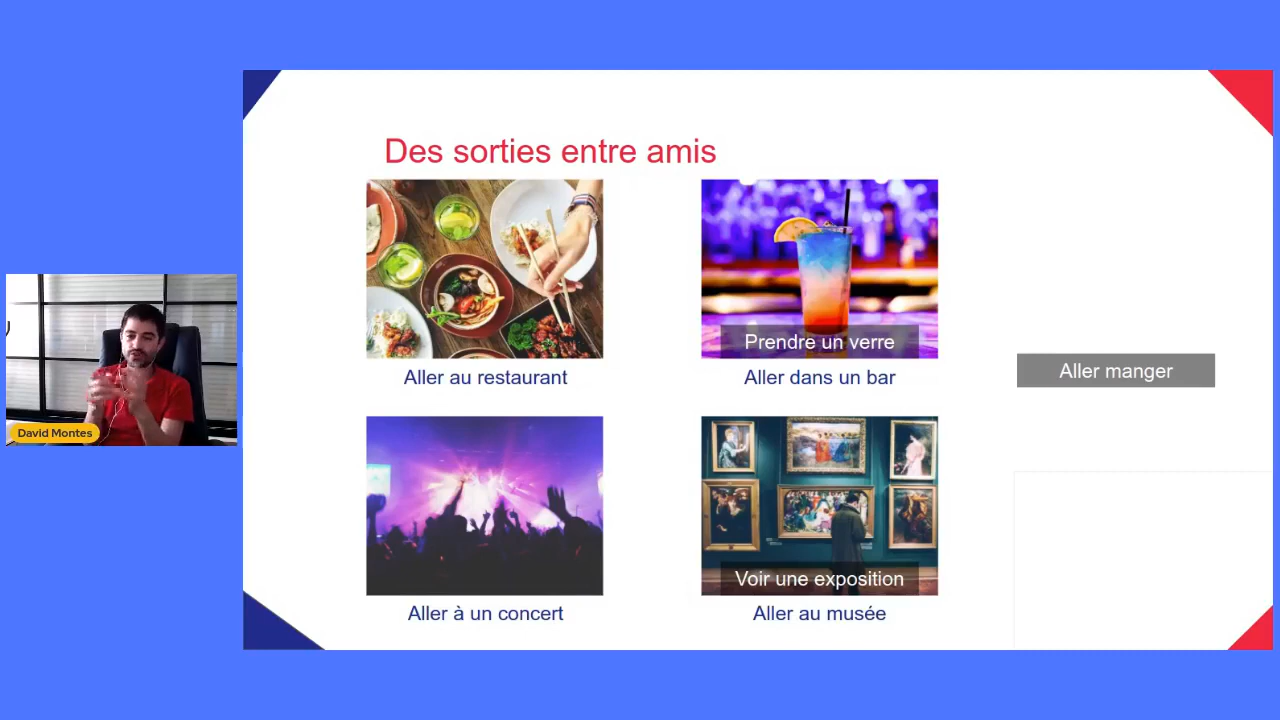 Des sorties entre amis
Prendre un verre
Aller au restaurant
Aller dans un bar
Aller manger
David Montes
Voir une exposition
Aller à un concert
Aller au musée